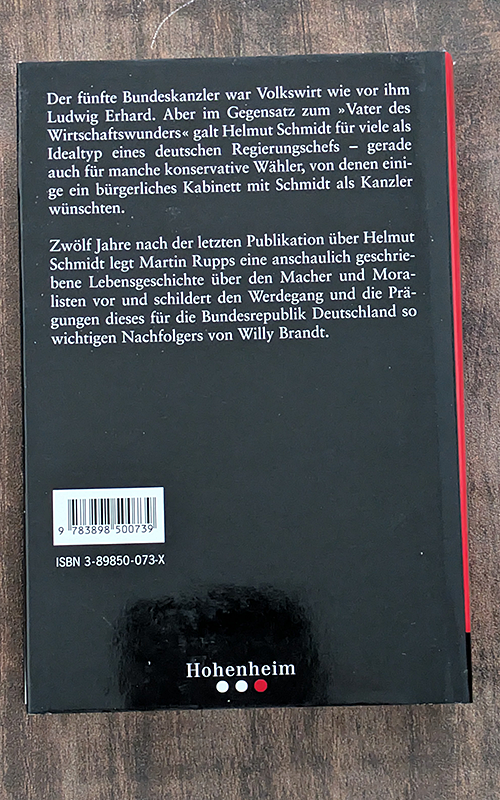 Der fünfte Bundeskanzler war Volkswirt wie vor ihm
Ludwig Erhard. Aber im Gegensatz zum »Vater des
Wirtschaftswunders« galt Helmut Schmidt für viele als
Idealtyp eines deutschen Regierungschefs – gerade
auch für manche konservative Wähler, von denen eini-
ge ein bürgerliches Kabinett mit Schmidt als Kanzler
wünschten.
Zwölf Jahre nach der letzten Publikation über Helmut
Schmidt legt Martin Rupps eine anschaulich geschrie-
bene Lebensgeschichte über den Macher und Mora-
listen vor und schildert den Werdegang und die Prä-
gungen dieses für die Bundesrepublik Deutschland so
wichtigen Nachfolgers von Willy Brandt.
9 783898 500739
ISBN 3-89850-073-X
Hohenheim